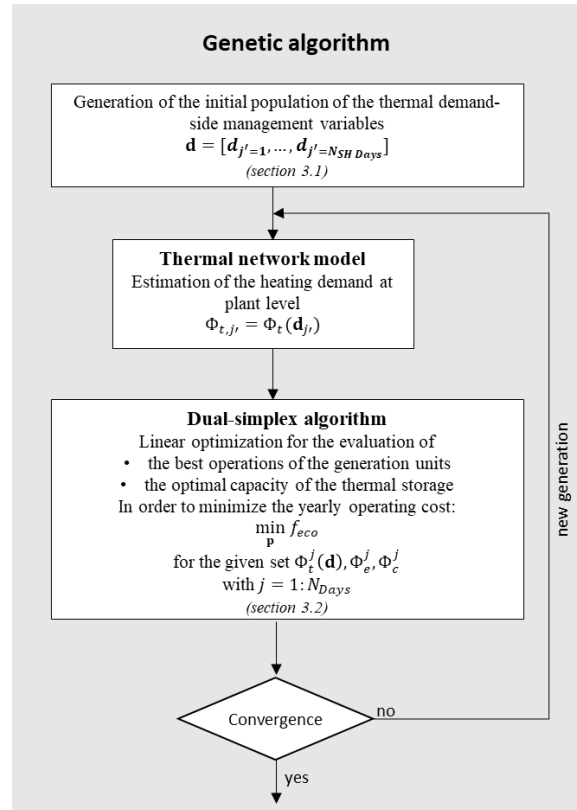 Genetic algorithm
Generation of the initial population of the thermal demand-
side management variables
𝐝 = [𝒅_{𝒋′=𝟏}, …, 𝒅_{𝒋′=𝑵_{𝑺𝑯 𝑫𝒂𝒚𝒔}}]
(section 3.1)
Thermal network model
Estimation of the heating demand at
plant level
Φ_{t,j′} = Φ_t(𝐝_{j′})
Dual-simplex algorithm
Linear optimization for the evaluation of
• the best operations of the generation units
• the optimal capacity of the thermal storage
In order to minimize the yearly operating cost:
min_𝐩 f_{eco}
for the given set Φ_t^j(𝐝), Φ_e^j, Φ_c^j
with j = 1: N_{Days}
(section 3.2)
new generation
Convergence
no
yes